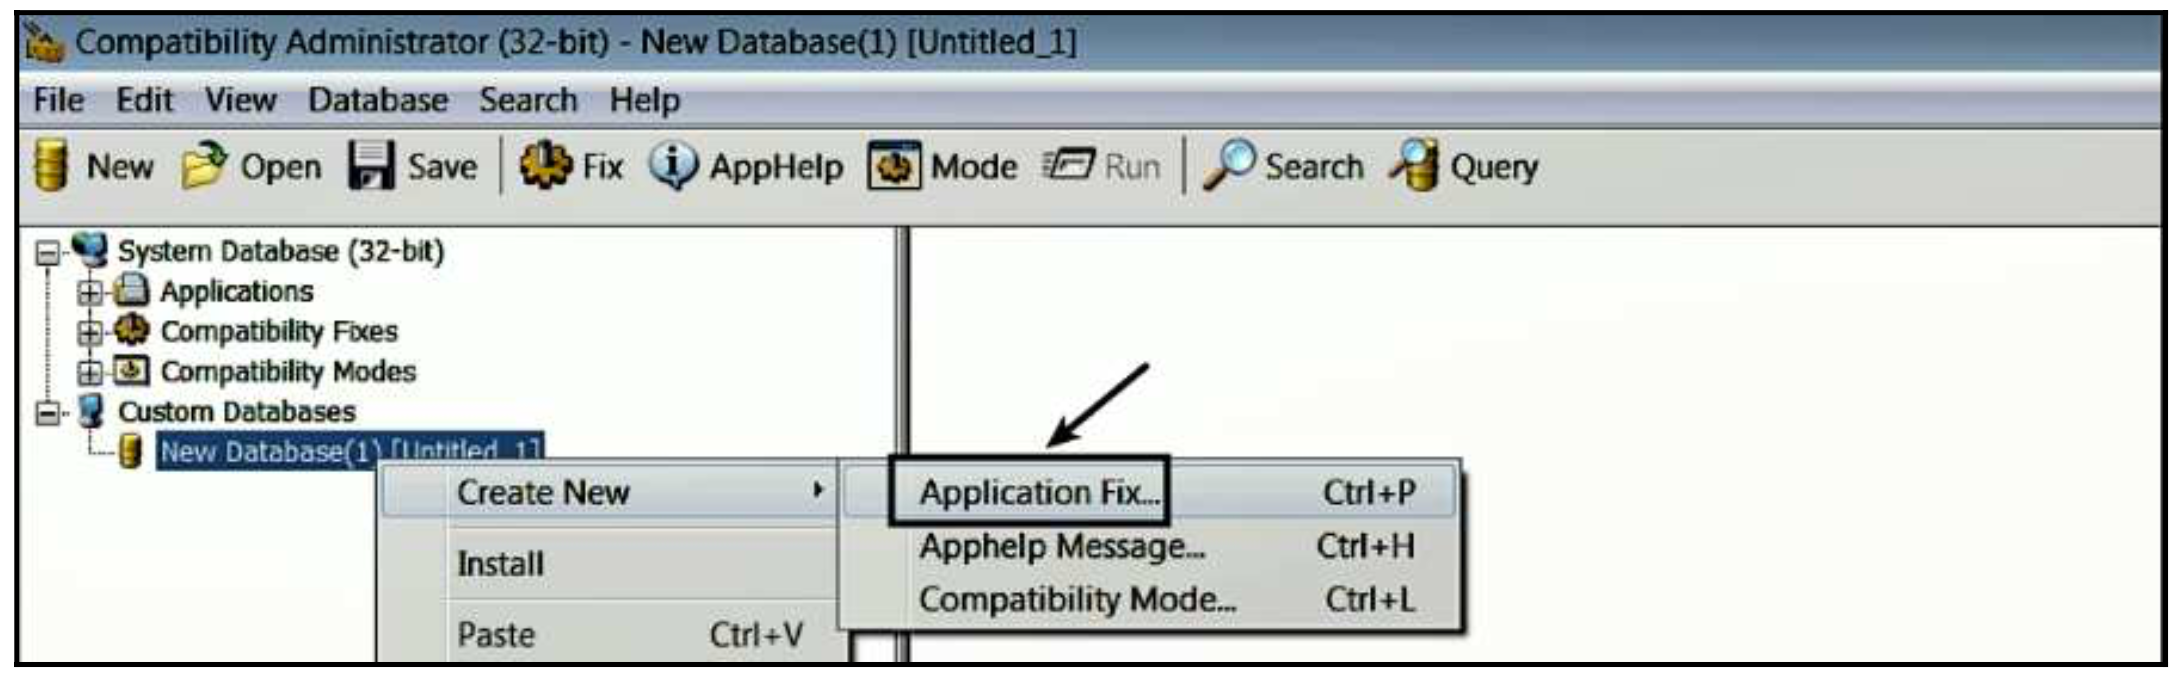 Compatibility Administrator (32-bit) - New Database(1) [Untitled_1]
File Edit View Database Search Help
New Open Save Fix AppHelp Mode Run Search Query
System Database (32-bit)
Applications
Compatibility Fixes
Compatibility Modes
Custom Databases
New Database(1) [Untitled_1]
Create New
Application Fix... Ctrl+P
Apphelp Message... Ctrl+H
Install
Compatibility Mode... Ctrl+L
Paste Ctrl+V